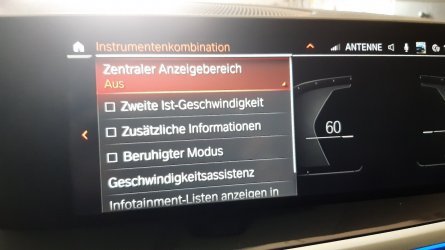 Instrumentenkombination
ANTENNE
Zentraler Anzeigebereich
Aus
Zweite Ist-Geschwindigkeit
Zusätzliche Informationen
60
Beruhigter Modus
Geschwindigkeitsassistenz
Infotainment-Listen anzeigen in